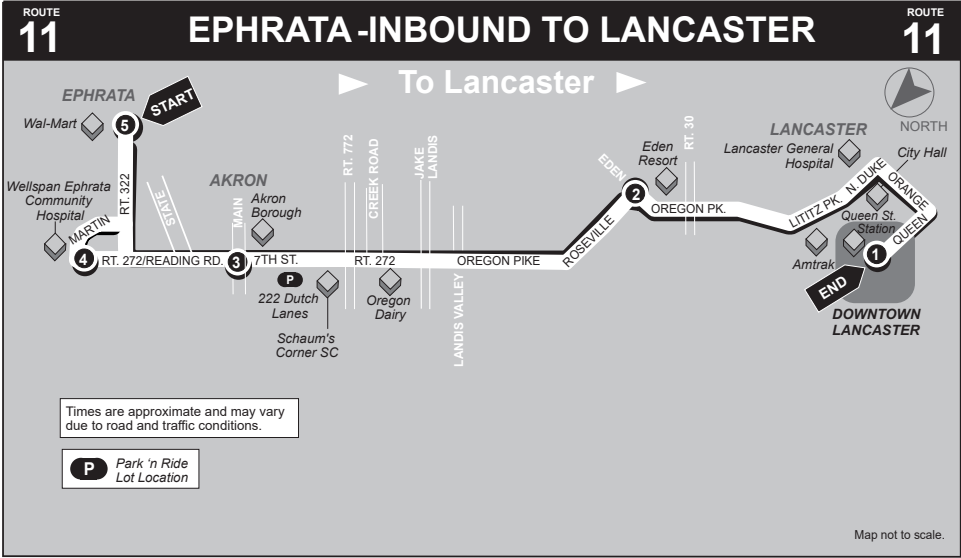 ROUTE
11
EPHRATA-INBOUND TO LANCASTER
ROUTE
11
To Lancaster
NORTH
EPHRATA
START
Wal-Mart
5
RT. 322
Wellspan Ephrata
Community
Hospital
MARTIN
4
RT. 272/READING RD.
STATE
AKRON
Akron
Borough
MAIN
3
7TH ST.
P
222 Dutch
Lanes
Schaum's
Corner SC
RT. 772
CREEK ROAD
RT. 272
Oregon
Dairy
JAKE
LANDIS
LANDIS VALLEY
OREGON PIKE
ROSEVILLE
EDEN
2
Eden
Resort
OREGON PK.
RT. 30
LANCASTER
Lancaster General
Hospital
City Hall
LITITZ PK.
N. DUKE
ORANGE
QUEEN
Queen St.
Station
Amtrak
1
END
DOWNTOWN
LANCASTER
Times are approximate and may vary
due to road and traffic conditions.
P
Park ‘n Ride
Lot Location
Map not to scale.